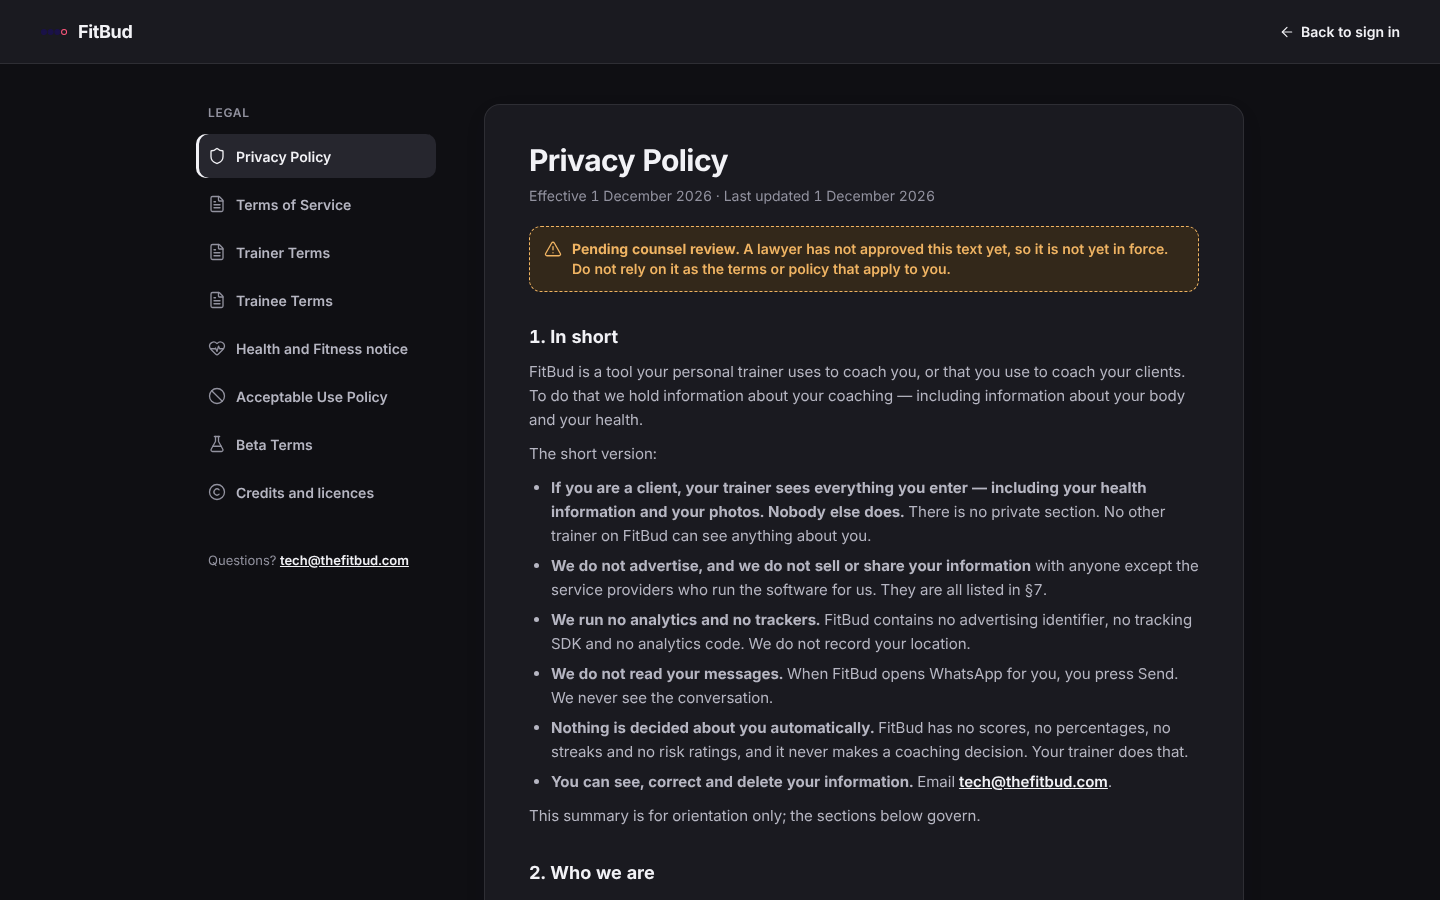 FitBud
Back to sign in
LEGAL
Privacy Policy
Terms of Service
Trainer Terms
Trainee Terms
Health and Fitness notice
Acceptable Use Policy
Beta Terms
Credits and licences
Questions? tech@thefitbud.com
Privacy Policy
Effective 1 December 2026 · Last updated 1 December 2026
Pending counsel review. A lawyer has not approved this text yet, so it is not yet in force.
Do not rely on it as the terms or policy that apply to you.
1. In short
FitBud is a tool your personal trainer uses to coach you, or that you use to coach your clients.
To do that we hold information about your coaching — including information about your body
and your health.
The short version:
• If you are a client, your trainer sees everything you enter — including your health
information and your photos. Nobody else does. There is no private section. No other
trainer on FitBud can see anything about you.
• We do not advertise, and we do not sell or share your information with anyone except the
service providers who run the software for us. They are all listed in §7.
• We run no analytics and no trackers. FitBud contains no advertising identifier, no tracking
SDK and no analytics code. We do not record your location.
• We do not read your messages. When FitBud opens WhatsApp for you, you press Send.
We never see the conversation.
• Nothing is decided about you automatically. FitBud has no scores, no percentages, no
streaks and no risk ratings, and it never makes a coaching decision. Your trainer does that.
• You can see, correct and delete your information. Email tech@thefitbud.com.
This summary is for orientation only; the sections below govern.
2. Who we are